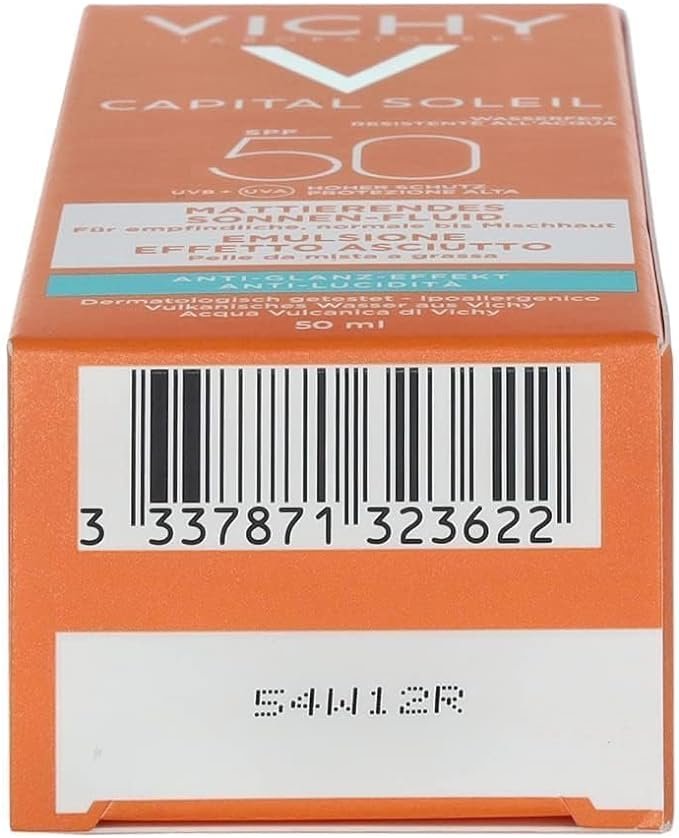 VICHY
LABORATOIRES
V
CAPITAL SOLEIL
WASSERFEST
RESISTENTE ALL'ACQUA
SPF
50
UVB + UVA
HOHER SCHUTZ
PROTEZIONE ALTA
MATTIERENDES
SONNEN-FLUID
Für empfindliche, normale bis Mischhaut
EMULSIONE
EFFETTO ASCIUTTO
Pelle da mista a grassa
ANTI-GLANZ-EFFEKT
ANTI-LUCIDITÀ
Dermatologisch getestet - Ipoallergenico
Vulkanisches Wasser aus Vichy
Acqua Vulcanica di Vichy
50 ml
3 337871 323622
54W12R